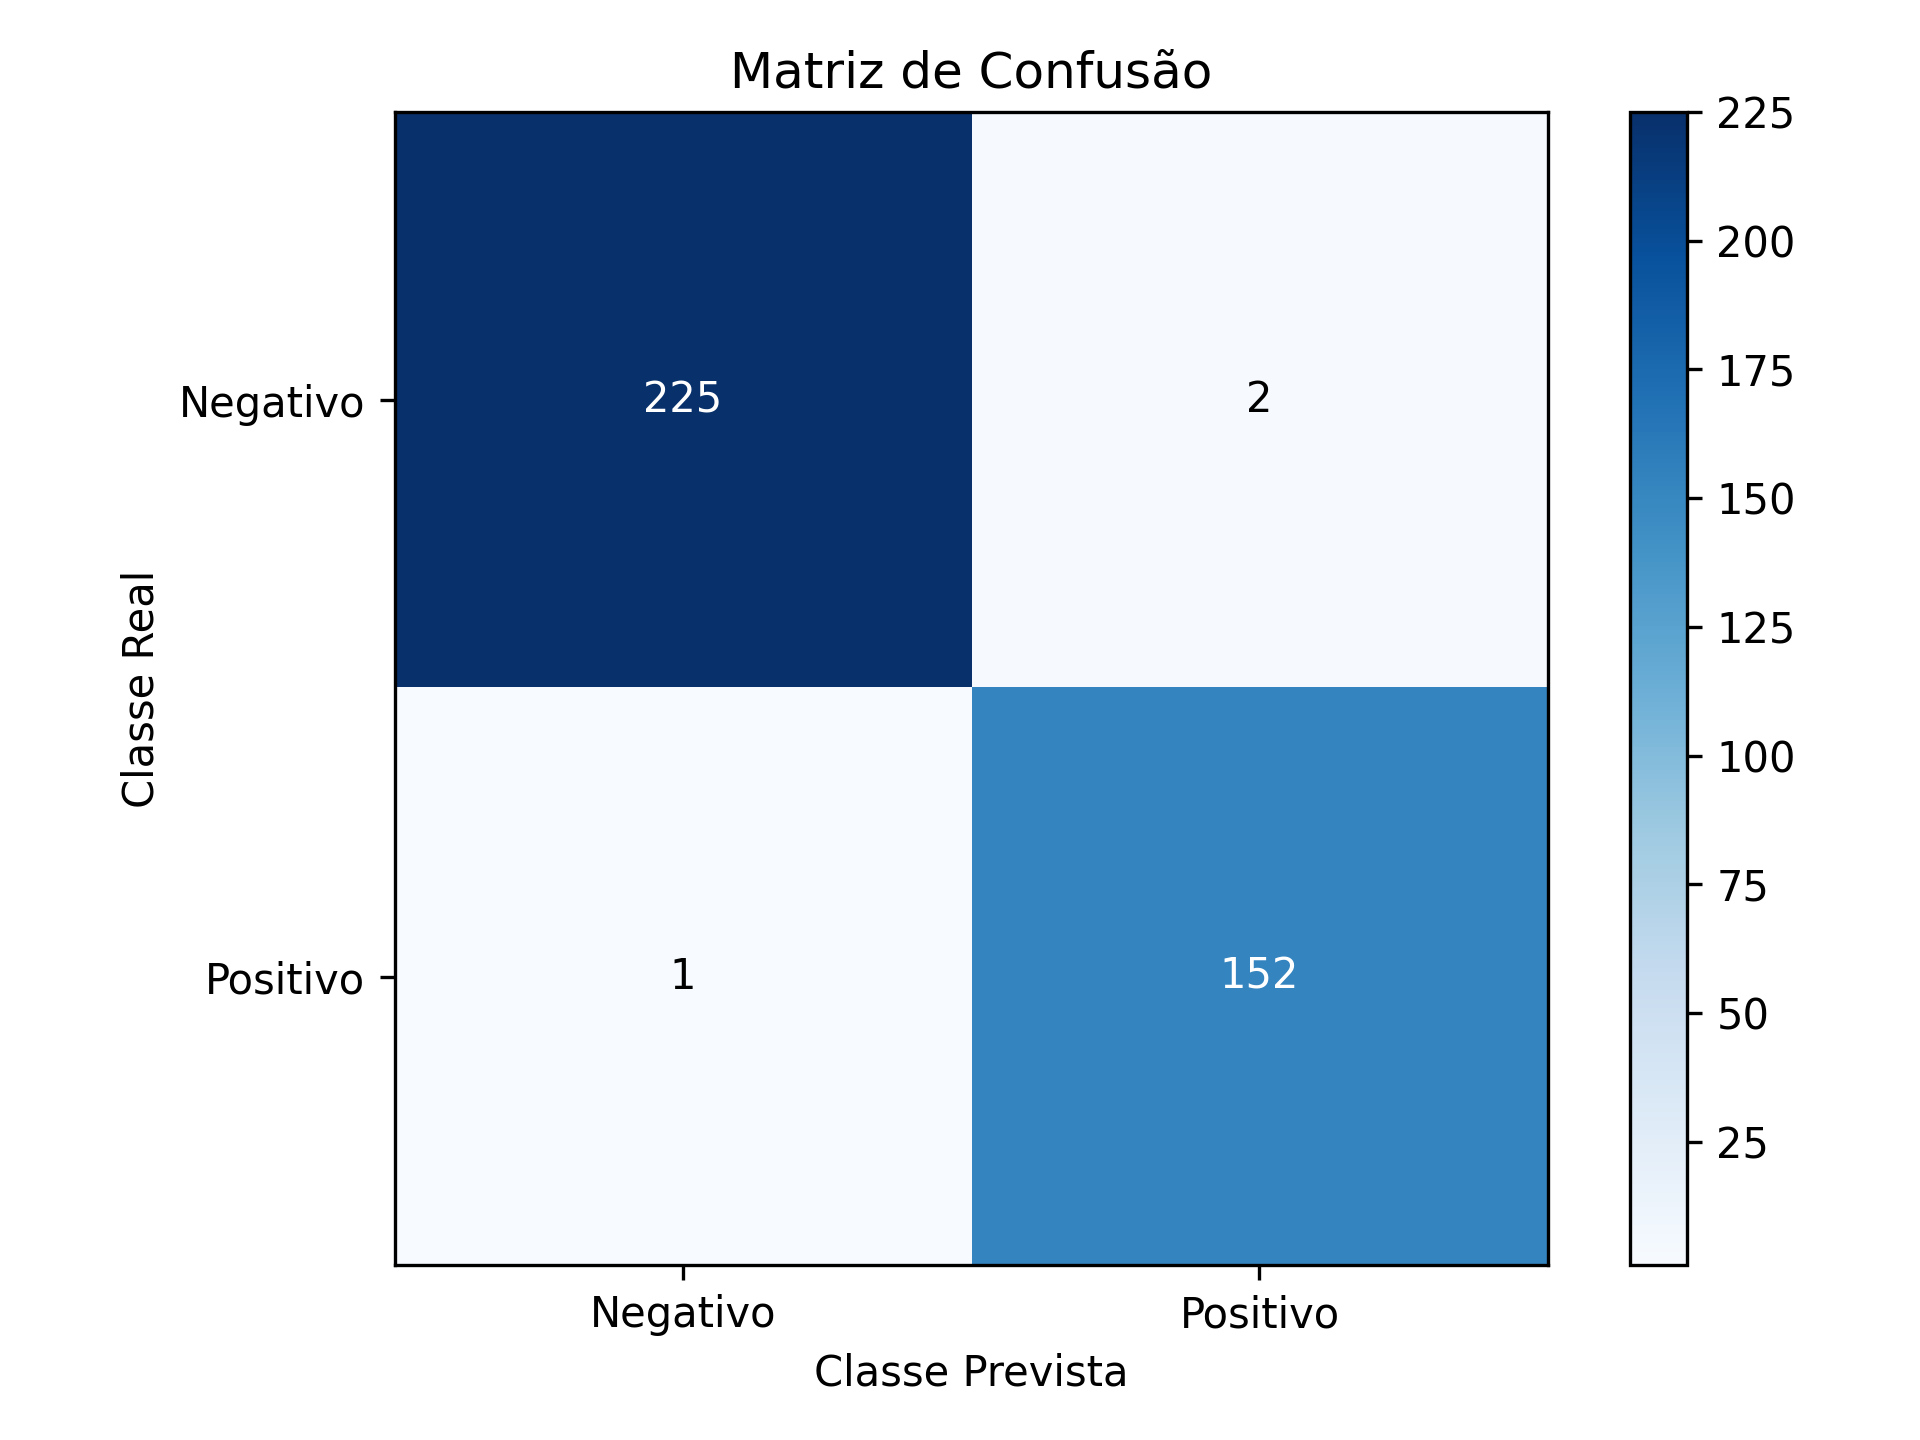 Matriz de Confusão
225
200
175
150
125
100
75
50
25
Classe Real
Negativo
225
2
Positivo
1
152
Negativo
Positivo
Classe Prevista